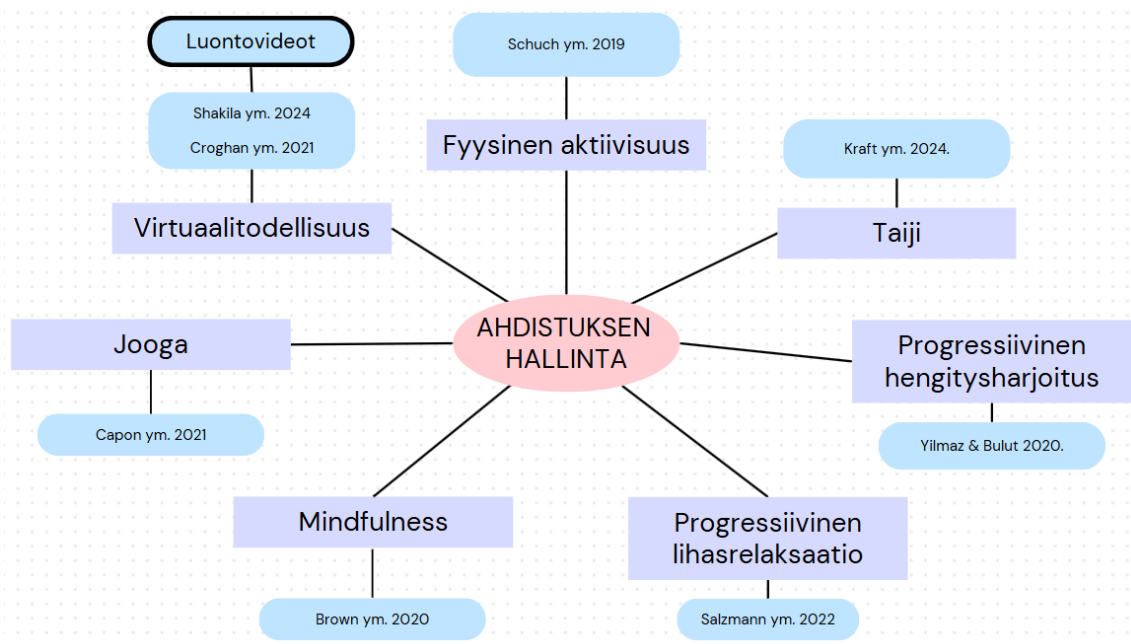 Luontovideot
Schuch ym. 2019
Shakila ym. 2024
Croghan ym. 2021
Fyysinen aktiivisuus
Kraft ym. 2024.
Virtuaalitodellisuus
Taiji
AHDISTUKSEN
HALLINTA
Jooga
Progressiivinen
hengitysharjoitus
Capon ym. 2021
Yilmaz & Bulut 2020.
Mindfulness
Progressiivinen
lihasrelaksaatio
Brown ym. 2020
Salzmann ym. 2022